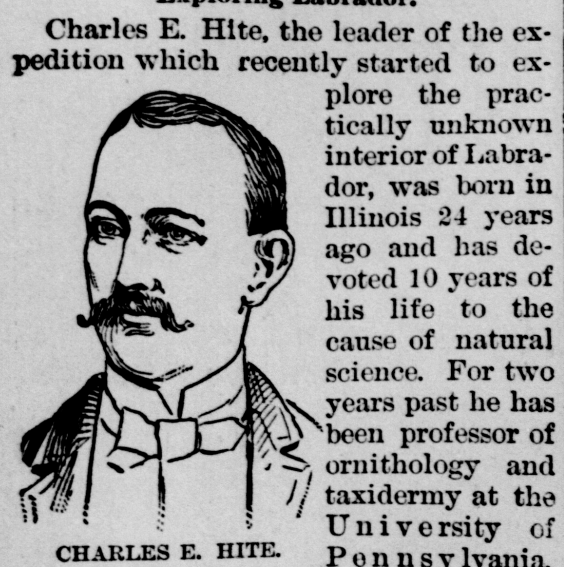 Exploring Labrador.
Charles E. Hite, the leader of the ex-
pedition which recently started to ex-
plore the prac-
tically unknown
interior of Labra-
dor, was born in
Illinois 24 years
ago and has de-
voted 10 years of
his life to the
cause of natural
science. For two
years past he has
been professor of
ornithology and
taxidermy at the
University of
Pennsylvania.
CHARLES E. HITE.